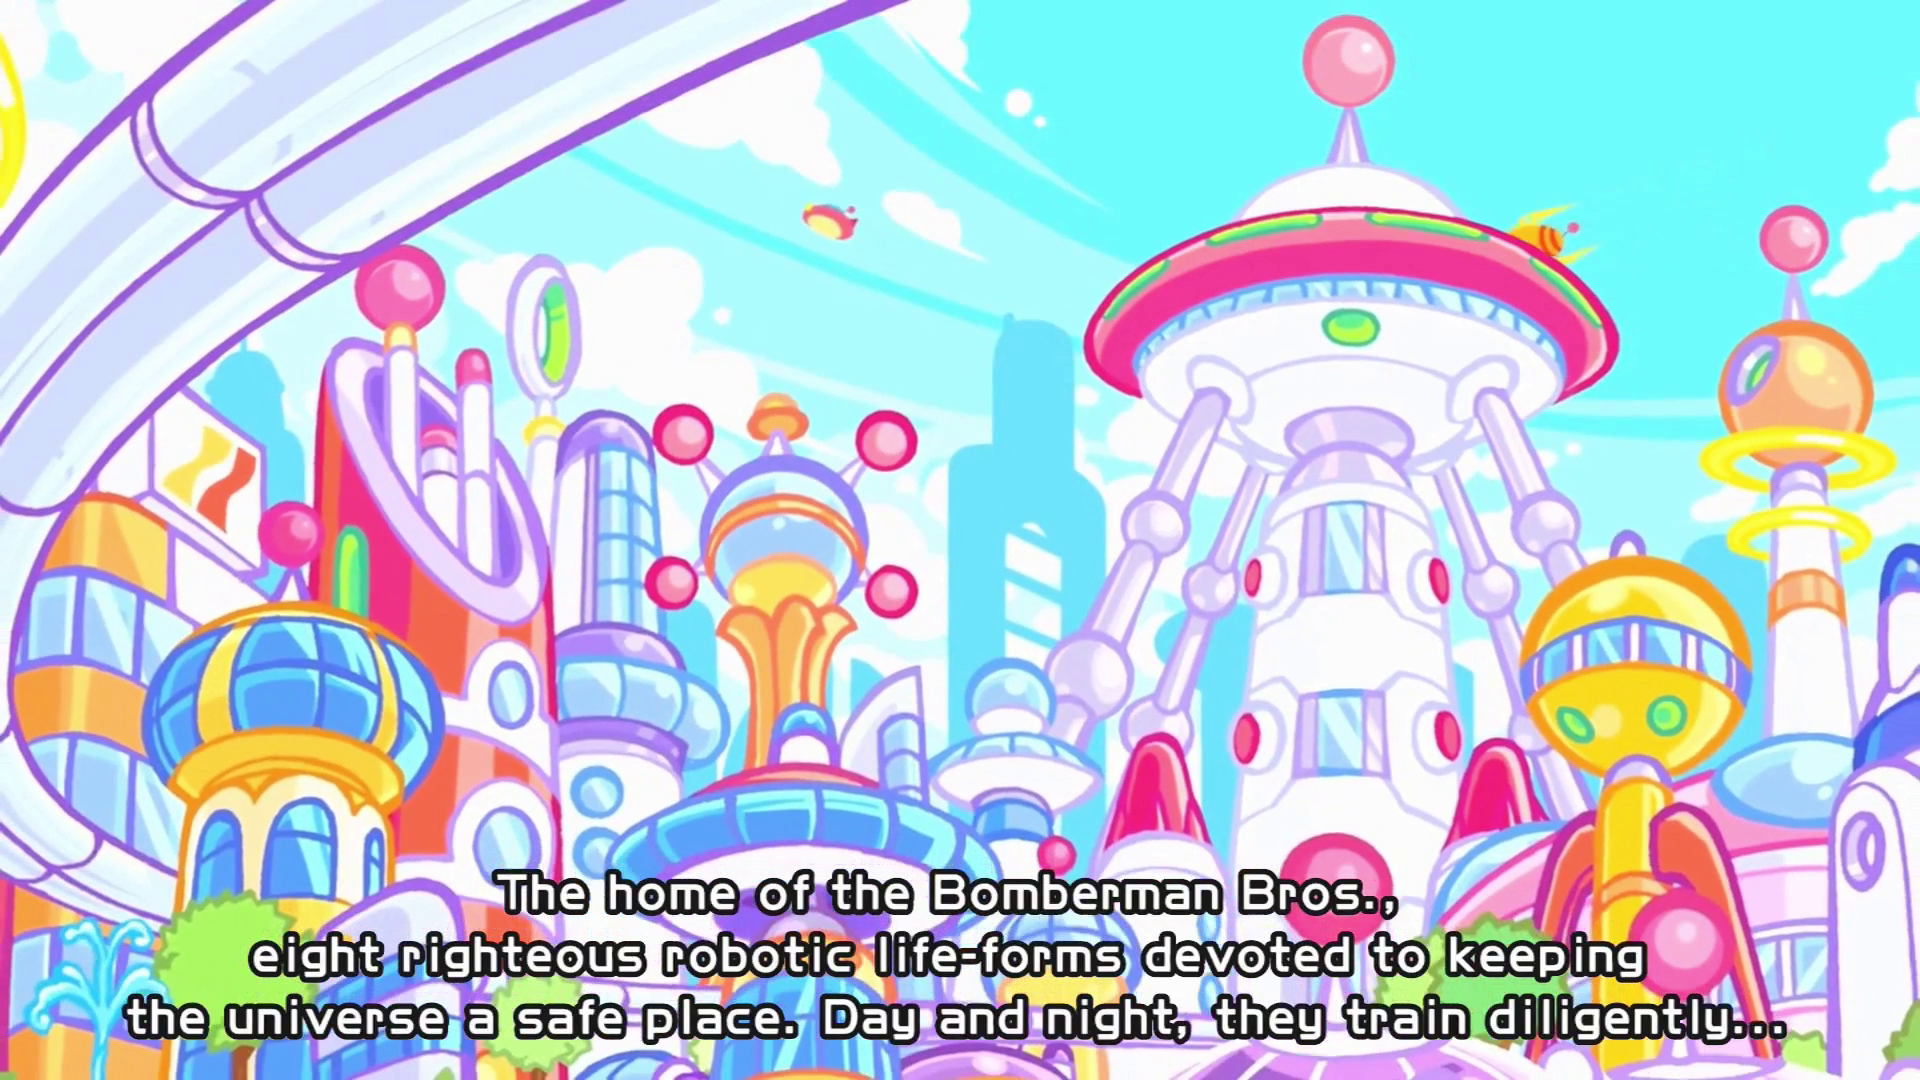 The home of the Bomberman Bros.,
eight righteous robotic life-forms devoted to keeping
the universe a safe place. Day and night, they train diligently...